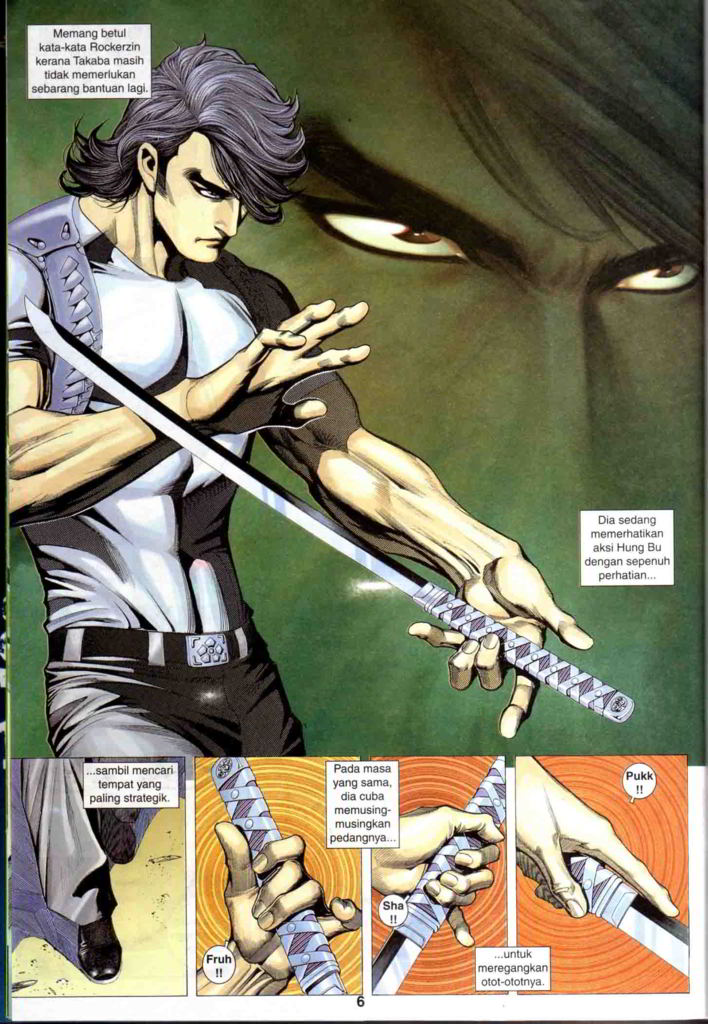 Memang betul
kata-kata Rockerzin
kerana Takaba masih
tidak memerlukan
sebarang bantuan lagi.
Dia sedang
memerhatikan
aksi Hung Bu
dengan sepenuh
perhatian...
...sambil mencari
tempat yang
paling strategik.
Pada masa
yang sama,
dia cuba
memusing-
musingkan
pedangnya...
Fruh
!!
Sha
!!
...untuk
meregangkan
otot-ototnya.
Pukk
!!
6